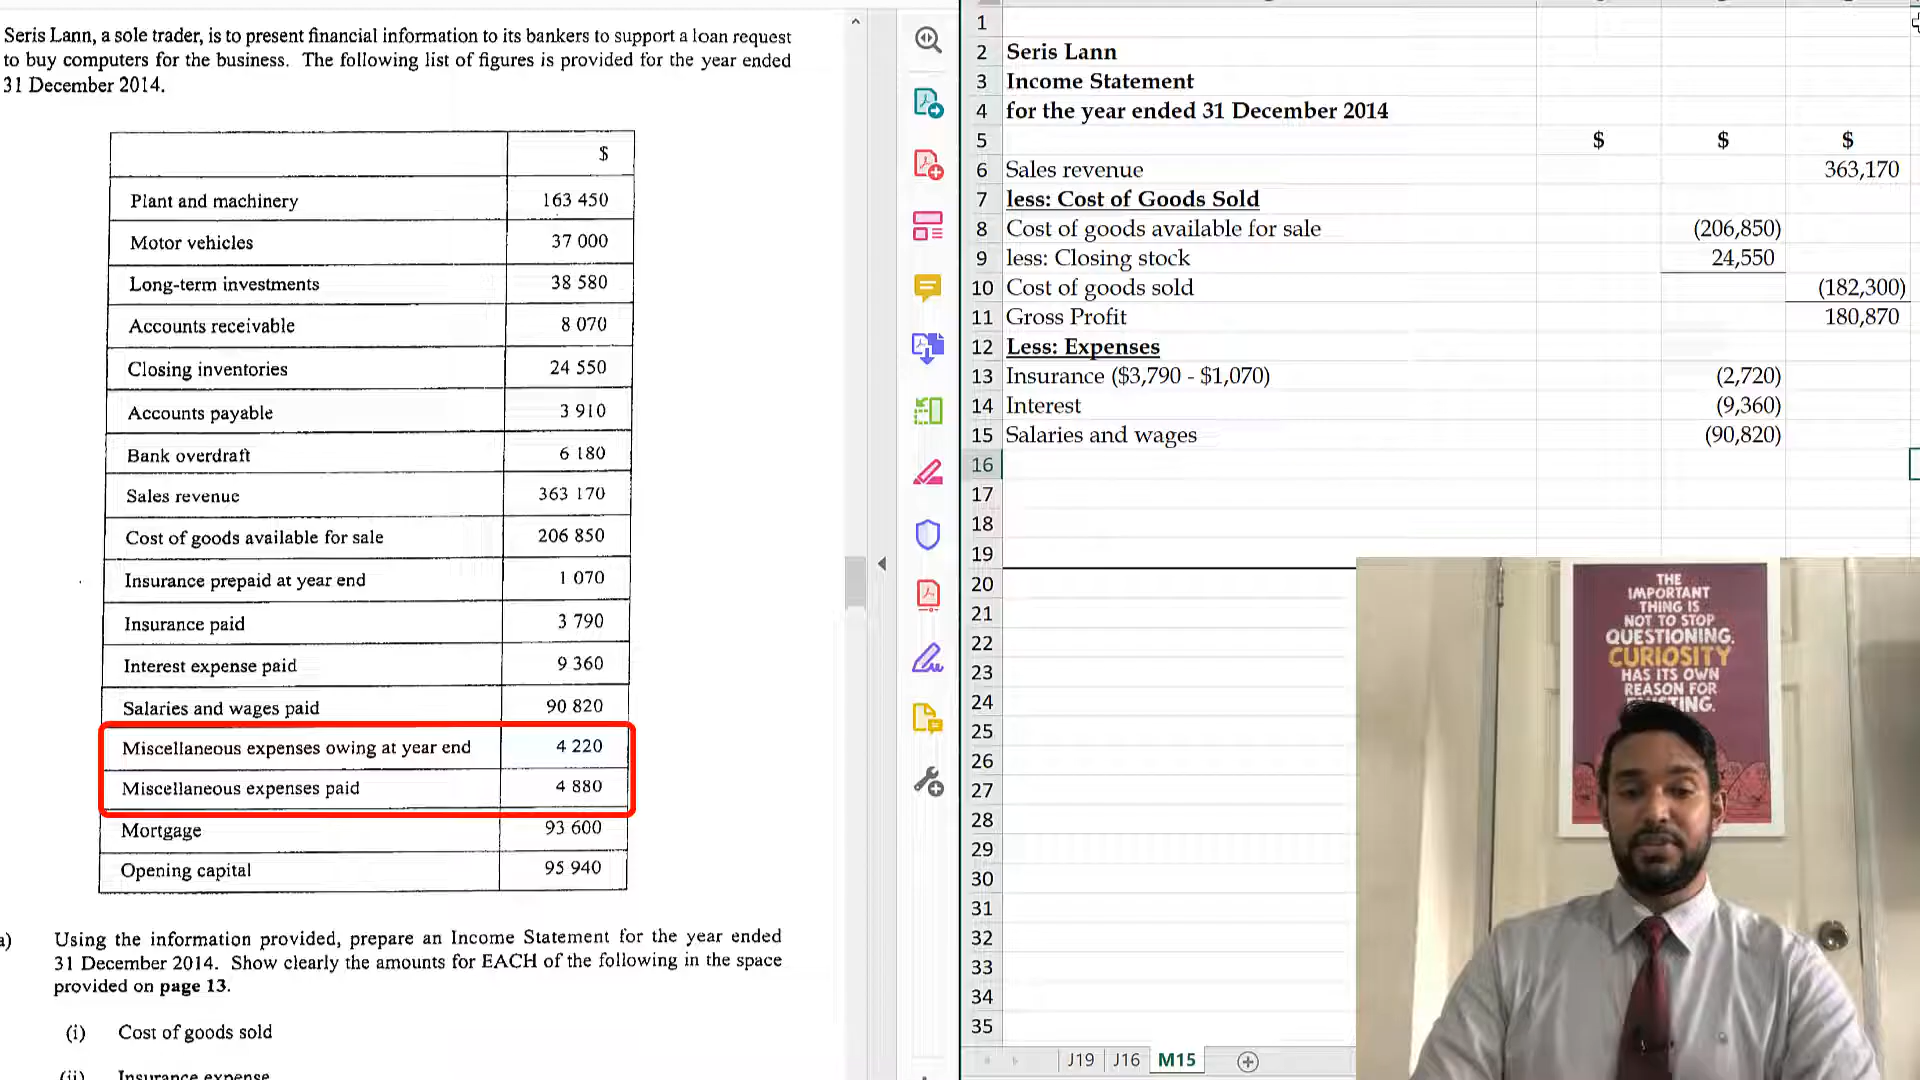 Seris Lann, a sole trader, is to present financial information to its bankers to support a loan request
to buy computers for the business. The following list of figures is provided for the year ended
31 December 2014.
$
Plant and machinery 163 450
Motor vehicles 37 000
Long-term investments 38 580
Accounts receivable 8 070
Closing inventories 24 550
Accounts payable 3 910
Bank overdraft 6 180
Sales revenue 363 170
Cost of goods available for sale 206 850
Insurance prepaid at year end 1 070
Insurance paid 3 790
Interest expense paid 9 360
Salaries and wages paid 90 820
Miscellaneous expenses owing at year end 4 220
Miscellaneous expenses paid 4 880
Mortgage 93 600
Opening capital 95 940
a) Using the information provided, prepare an Income Statement for the year ended
31 December 2014. Show clearly the amounts for EACH of the following in the space
provided on page 13.
(i) Cost of goods sold
(ii) Insurance expense
1
2 Seris Lann
3 Income Statement
4 for the year ended 31 December 2014
5 $ $ $
6 Sales revenue 363,170
7 less: Cost of Goods Sold
8 Cost of goods available for sale (206,850)
9 less: Closing stock 24,550
10 Cost of goods sold (182,300)
11 Gross Profit 180,870
12 Less: Expenses
13 Insurance ($3,790 - $1,070) (2,720)
14 Interest (9,360)
15 Salaries and wages (90,820)
16
17
18
19
20
21
22
23
24
25
26
27
28
29
30
31
32
33
34
35
J19 J16 M15
THE
IMPORTANT
THING IS
NOT TO STOP
QUESTIONING.
CURIOSITY
HAS ITS OWN
REASON FOR